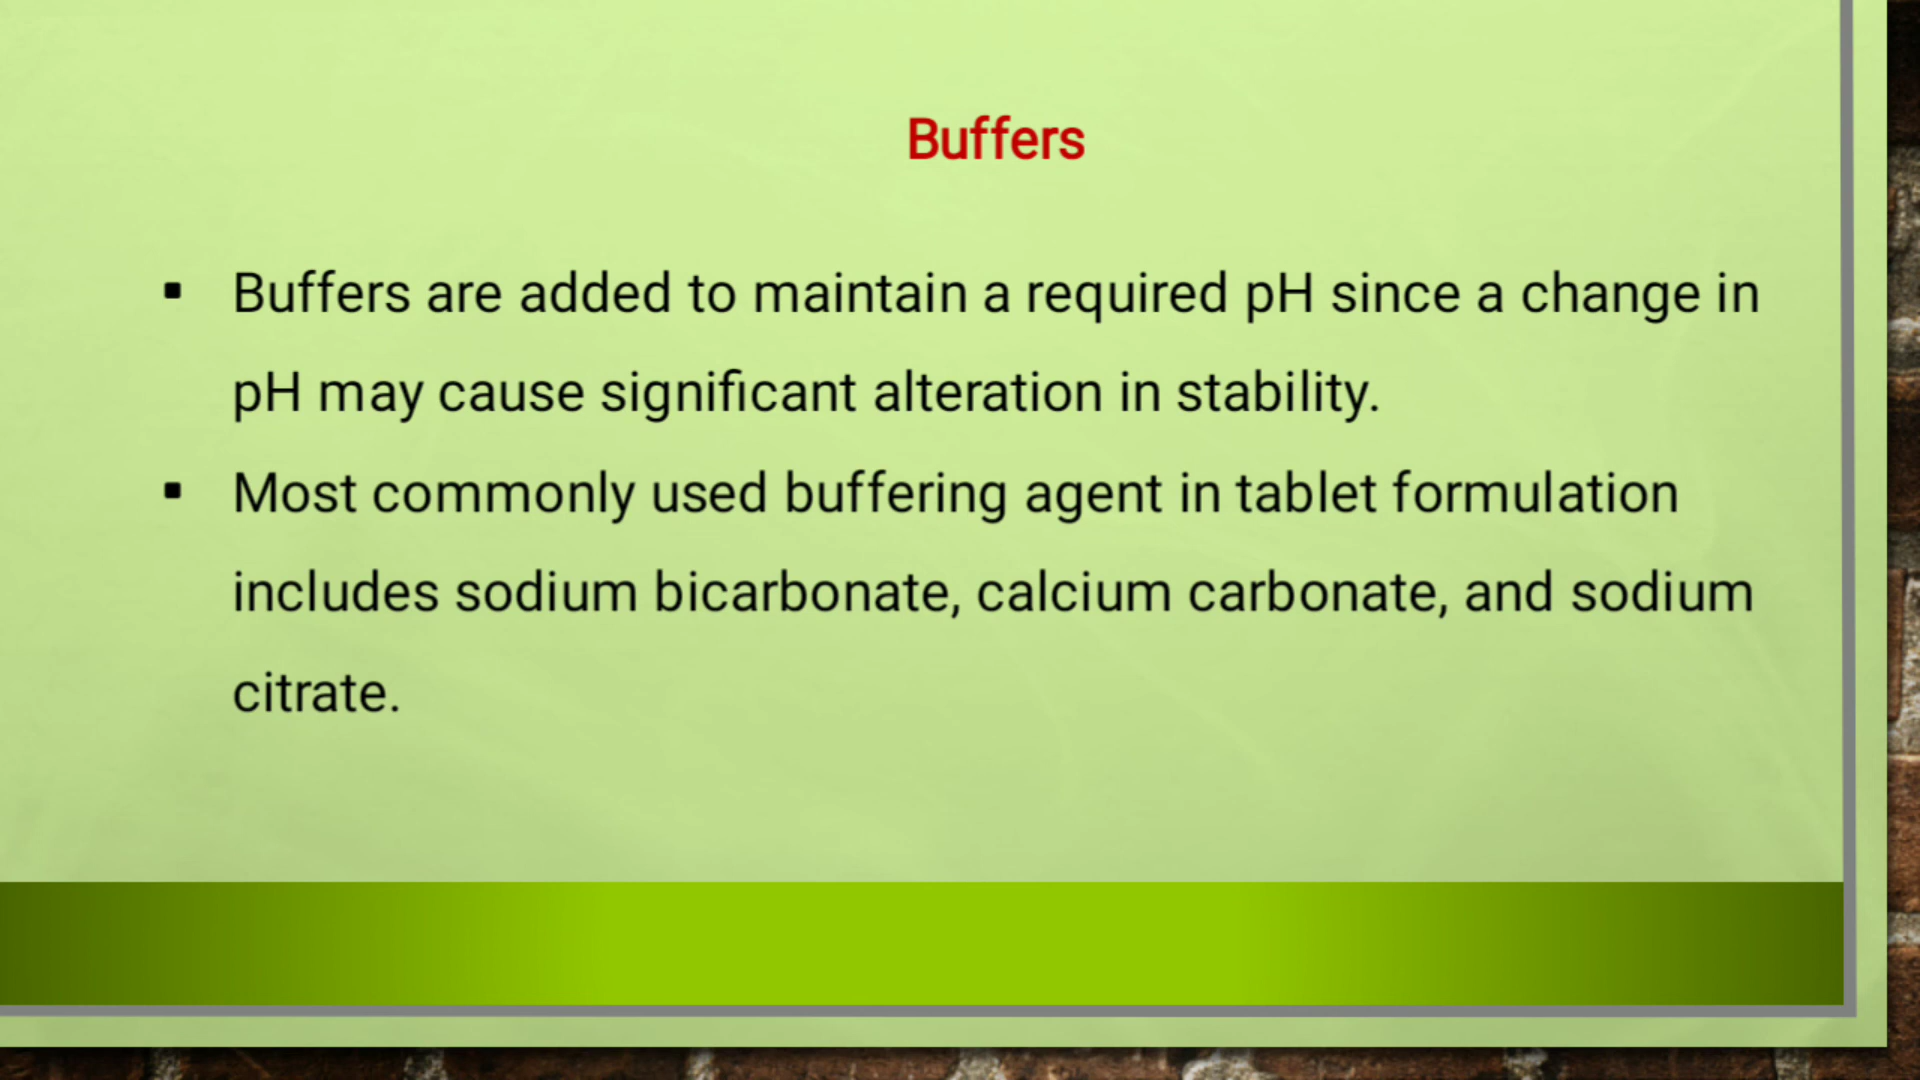 Buffers
▪ Buffers are added to maintain a required pH since a change in
pH may cause significant alteration in stability.
▪ Most commonly used buffering agent in tablet formulation
includes sodium bicarbonate, calcium carbonate, and sodium
citrate.